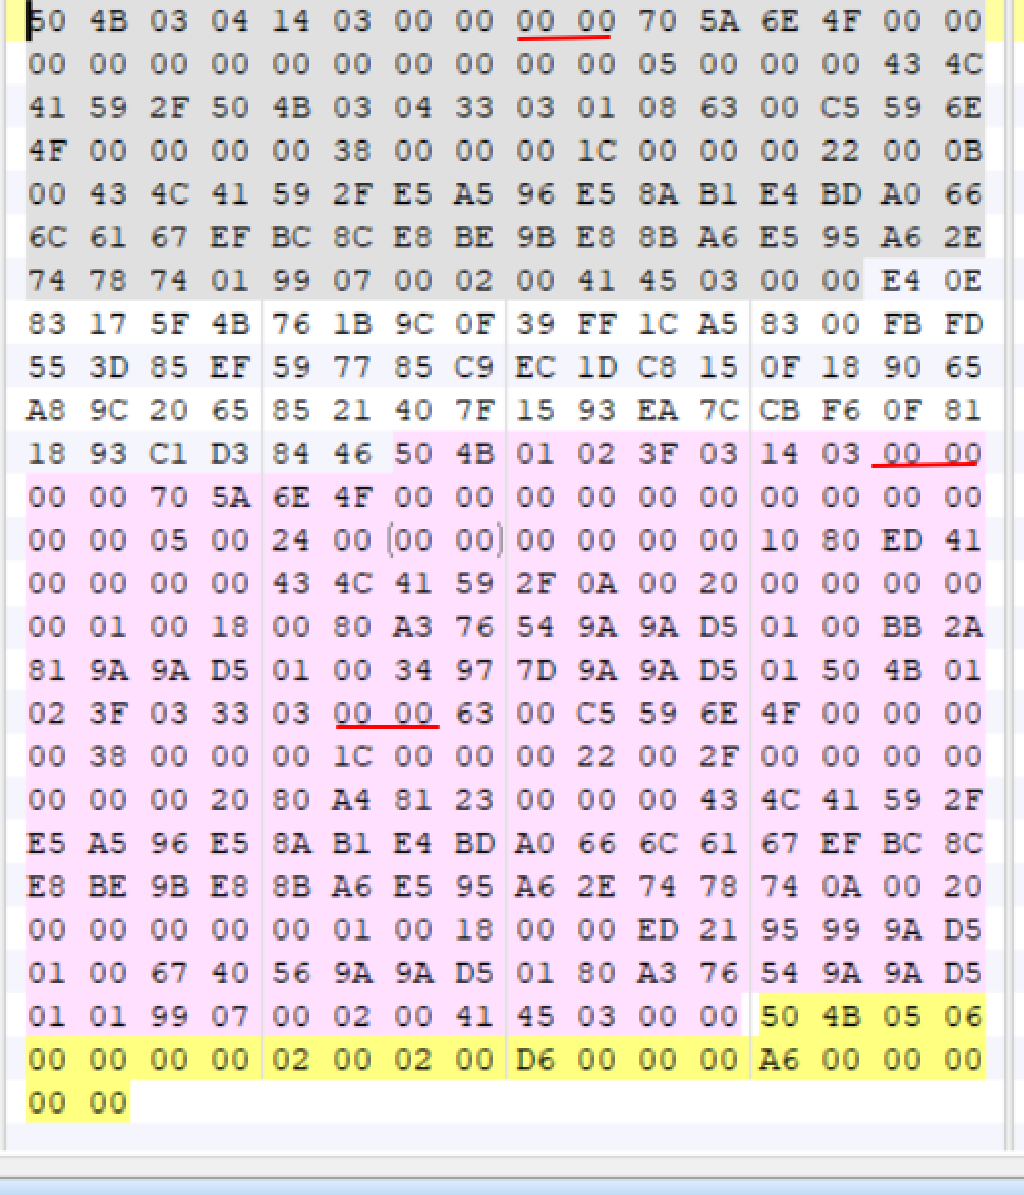 50 4B 03 04 14 03 00 00 00 00 70 5A 6E 4F 00 00
00 00 00 00 00 00 00 00 00 00 05 00 00 00 43 4C
41 59 2F 50 4B 03 04 33 03 01 08 63 00 C5 59 6E
4F 00 00 00 00 38 00 00 00 1C 00 00 00 22 00 0B
00 43 4C 41 59 2F E5 A5 96 E5 8A B1 E4 BD A0 66
6C 61 67 EF BC 8C E8 BE 9B E8 8B A6 E5 95 A6 2E
74 78 74 01 99 07 00 02 00 41 45 03 00 00 E4 0E
83 17 5F 4B 76 1B 9C 0F 39 FF 1C A5 83 00 FB FD
55 3D 85 EF 59 77 85 C9 EC 1D C8 15 0F 18 90 65
A8 9C 20 65 85 21 40 7F 15 93 EA 7C CB F6 0F 81
18 93 C1 D3 84 46 50 4B 01 02 3F 03 14 03 00 00
00 00 70 5A 6E 4F 00 00 00 00 00 00 00 00 00 00
00 00 05 00 24 00 (00 00) 00 00 00 00 10 80 ED 41
00 00 00 00 43 4C 41 59 2F 0A 00 20 00 00 00 00
00 01 00 18 00 80 A3 76 54 9A 9A D5 01 00 BB 2A
81 9A 9A D5 01 00 34 97 7D 9A 9A D5 01 50 4B 01
02 3F 03 33 03 00 00 63 00 C5 59 6E 4F 00 00 00
00 38 00 00 00 1C 00 00 00 22 00 2F 00 00 00 00
00 00 00 20 80 A4 81 23 00 00 00 43 4C 41 59 2F
E5 A5 96 E5 8A B1 E4 BD A0 66 6C 61 67 EF BC 8C
E8 BE 9B E8 8B A6 E5 95 A6 2E 74 78 74 0A 00 20
00 00 00 00 00 01 00 18 00 00 ED 21 95 99 9A D5
01 00 67 40 56 9A 9A D5 01 80 A3 76 54 9A 9A D5
01 01 99 07 00 02 00 41 45 03 00 00 50 4B 05 06
00 00 00 00 02 00 02 00 D6 00 00 00 A6 00 00 00
00 00